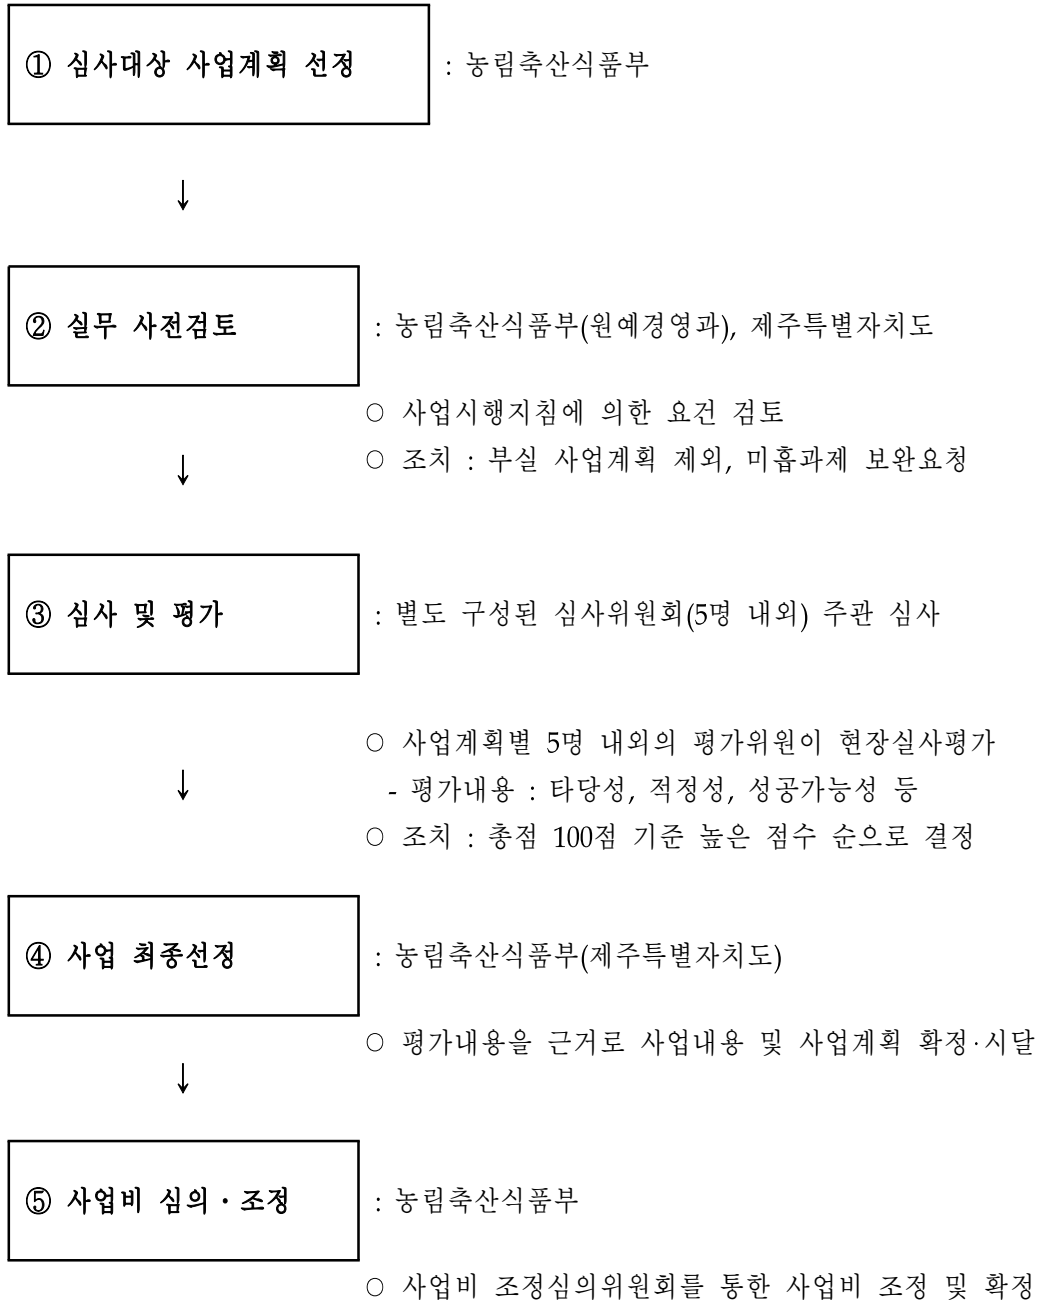 ① 심사대상 사업계획 선정 : 농림축산식품부
↓
② 실무 사전검토 : 농림축산식품부(원예경영과), 제주특별자치도
○ 사업시행지침에 의한 요건 검토
↓
○ 조치 : 부실 사업계획 제외, 미흡과제 보완요청
③ 심사 및 평가 : 별도 구성된 심사위원회(5명 내외) 주관 심사
○ 사업계획별 5명 내외의 평가위원이 현장실사평가
↓
- 평가내용 : 타당성, 적정성, 성공가능성 등
○ 조치 : 총점 100점 기준 높은 점수 순으로 결정
④ 사업 최종선정 : 농림축산식품부(제주특별자치도)
○ 평가내용을 근거로 사업내용 및 사업계획 확정·시달
↓
⑤ 사업비 심의·조정 : 농림축산식품부
○ 사업비 조정심의위원회를 통한 사업비 조정 및 확정